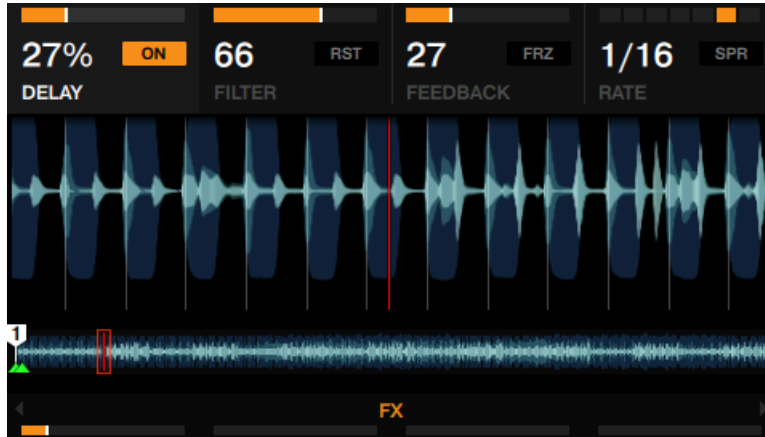 27% ON 66 RST 27 FRZ 1/16 SPR
DELAY FILTER FEEDBACK RATE
1
FX